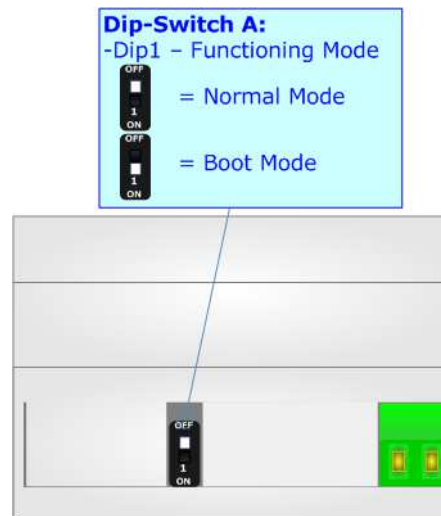 Dip-Switch A:
-Dip1 – Functioning Mode
OFF
1
ON
= Normal Mode
OFF
1
ON
= Boot Mode
OFF
1
ON